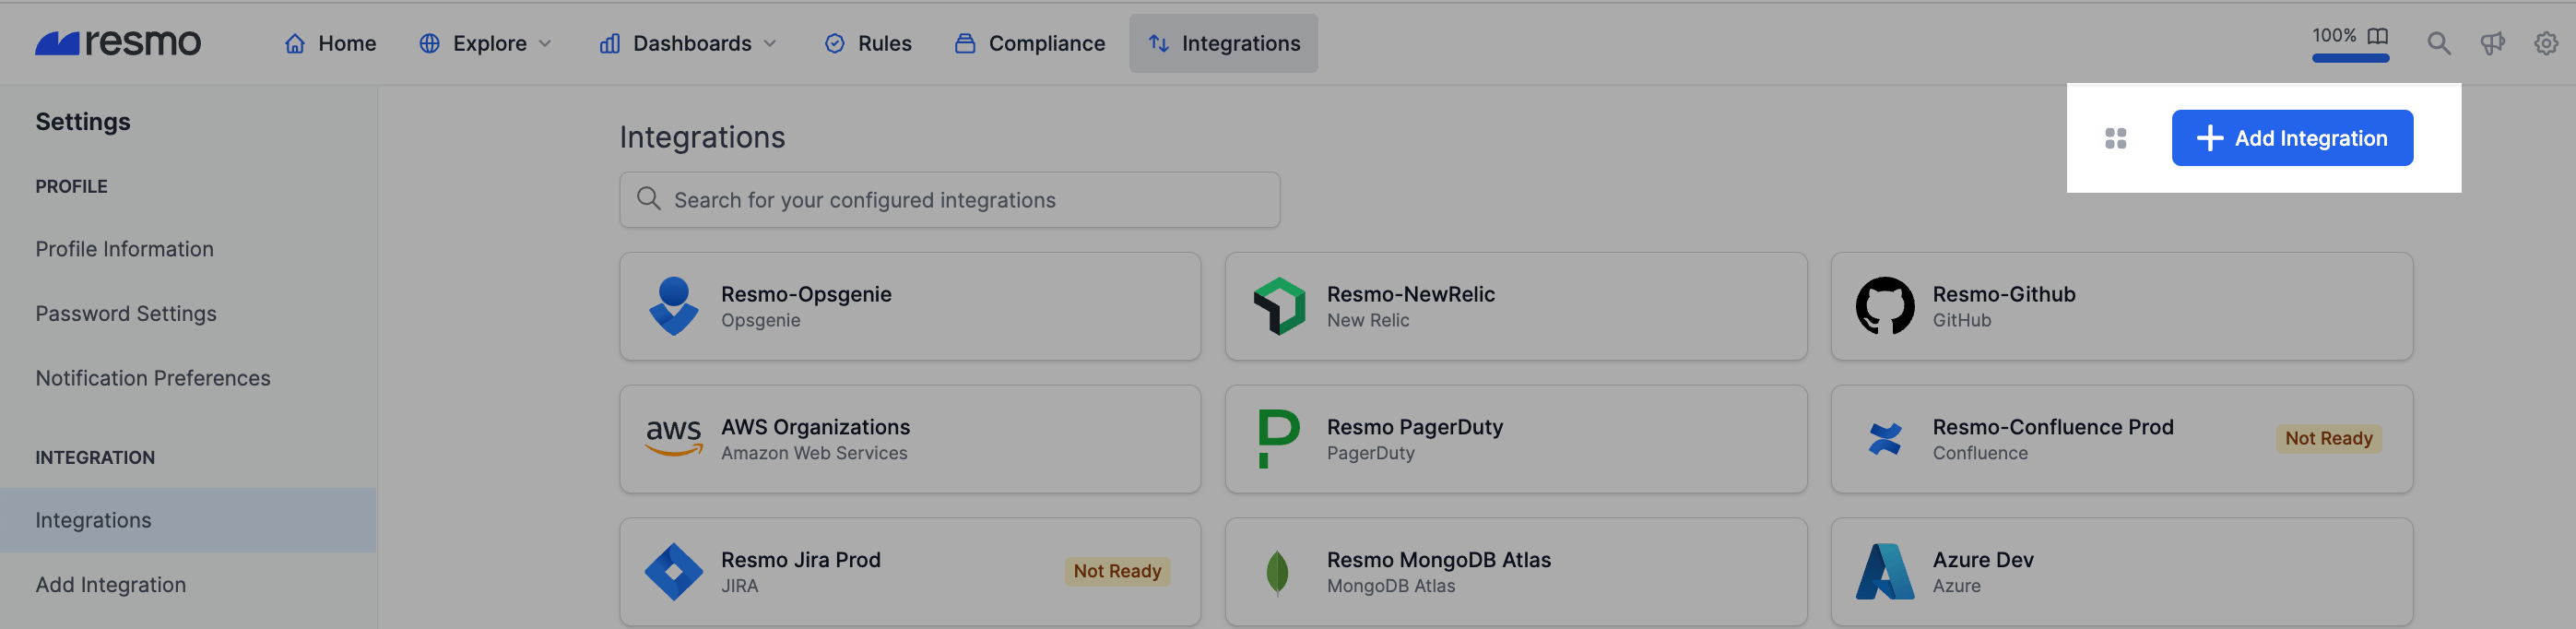 resmo
Home
Explore
Dashboards
Rules
Compliance
Integrations
100%
Settings
PROFILE
Profile Information
Password Settings
Notification Preferences
INTEGRATION
Integrations
Add Integration
Integrations
Add Integration
Search for your configured integrations
Resmo-Opsgenie
Opsgenie
Resmo-NewRelic
New Relic
Resmo-Github
GitHub
aws
AWS Organizations
Amazon Web Services
Resmo PagerDuty
PagerDuty
Resmo-Confluence Prod
Confluence
Not Ready
Resmo Jira Prod
JIRA
Not Ready
Resmo MongoDB Atlas
MongoDB Atlas
Azure Dev
Azure